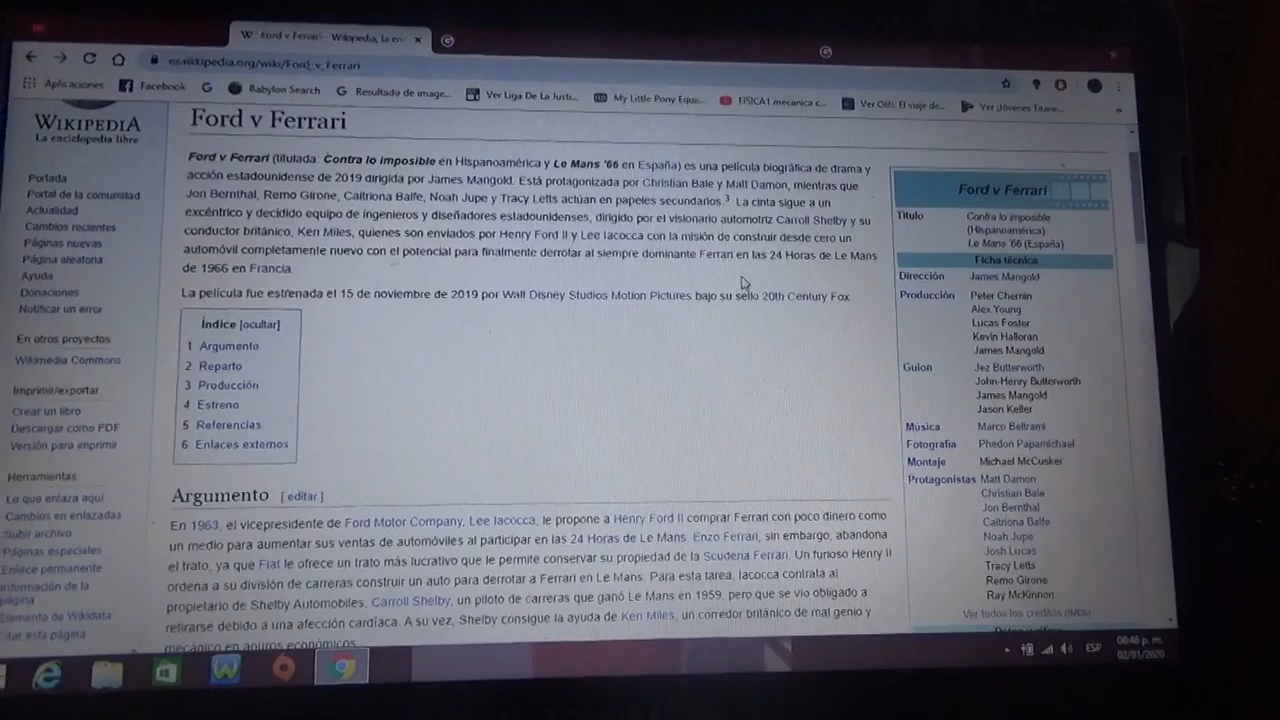 Ford v Ferrari - Wikipedia, la en
es.wikipedia.org/wiki/Ford_v_Ferrari
Aplicaciones Facebook Babylon Search Resultado de image... Ver Liga De La Justi... My Little Pony Eque... FÍSICA1 mecanica c... Ver El viaje de... Ver ¡Jóvenes Titane...
WIKIPEDIA
La enciclopedia libre
Portada
Portal de la comunidad
Actualidad
Cambios recientes
Páginas nuevas
Página aleatoria
Ayuda
Donaciones
Notificar un error
En otros proyectos
Wikimedia Commons
Imprimir/exportar
Crear un libro
Descargar como PDF
Versión para imprimir
Herramientas
Lo que enlaza aquí
Cambios en enlazadas
Subir archivo
Páginas especiales
Enlace permanente
Información de la
página
Elemento de Wikidata
Citar esta página
Ford v Ferrari
Ford v Ferrari (titulada: Contra lo imposible en Hispanoamérica y Le Mans '66 en España) es una película biográfica de drama y
acción estadounidense de 2019 dirigida por James Mangold. Está protagonizada por Christian Bale y Matt Damon, mientras que
Jon Bernthal, Remo Girone, Caitriona Balfe, Noah Jupe y Tracy Letts actúan en papeles secundarios.3 La cinta sigue a un
excéntrico y decidido equipo de ingenieros y diseñadores estadounidenses, dirigido por el visionario automotriz Carroll Shelby y su
conductor británico, Ken Miles, quienes son enviados por Henry Ford II y Lee Iacocca con la misión de construir desde cero un
automóvil completamente nuevo con el potencial para finalmente derrotar al siempre dominante Ferrari en las 24 Horas de Le Mans
de 1966 en Francia.
La película fue estrenada el 15 de noviembre de 2019 por Walt Disney Studios Motion Pictures bajo su sello 20th Century Fox
Índice [ocultar]
1 Argumento
2 Reparto
3 Producción
4 Estreno
5 Referencias
6 Enlaces externos
Argumento [ editar ]
En 1963, el vicepresidente de Ford Motor Company, Lee Iacocca, le propone a Henry Ford II comprar Ferrari con poco dinero como
un medio para aumentar sus ventas de automóviles al participar en las 24 Horas de Le Mans. Enzo Ferrari, sin embargo, abandona
el trato, ya que Fiat le ofrece un trato más lucrativo que le permite conservar su propiedad de la Scuderia Ferrari. Un furioso Henry II
ordena a su división de carreras construir un auto para derrotar a Ferrari en Le Mans. Para esta tarea, Iacocca contrata al
propietario de Shelby Automobiles, Carroll Shelby, un piloto de carreras que ganó Le Mans en 1959, pero que se vio obligado a
retirarse debido a una afección cardíaca. A su vez, Shelby consigue la ayuda de Ken Miles, un corredor británico de mal genio y
mecánico en apuros económicos.
Ford v Ferrari
Título Contra lo imposible
(Hispanoamérica)
Le Mans '66 (España)
Ficha técnica
Dirección James Mangold
Producción Peter Chernin
Alex Young
Lucas Foster
Kevin Halloran
James Mangold
Guion Jez Butterworth
John-Henry Butterworth
James Mangold
Jason Keller
Música Marco Beltrami
Fotografía Phedon Papamichael
Montaje Michael McCusker
Protagonistas Matt Damon
Christian Bale
Jon Bernthal
Caitriona Balfe
Noah Jupe
Josh Lucas
Tracy Letts
Remo Girone
Ray McKinnon
Ver todos los créditos (IMDb)
ESP
08:46 p. m.
02/01/2020